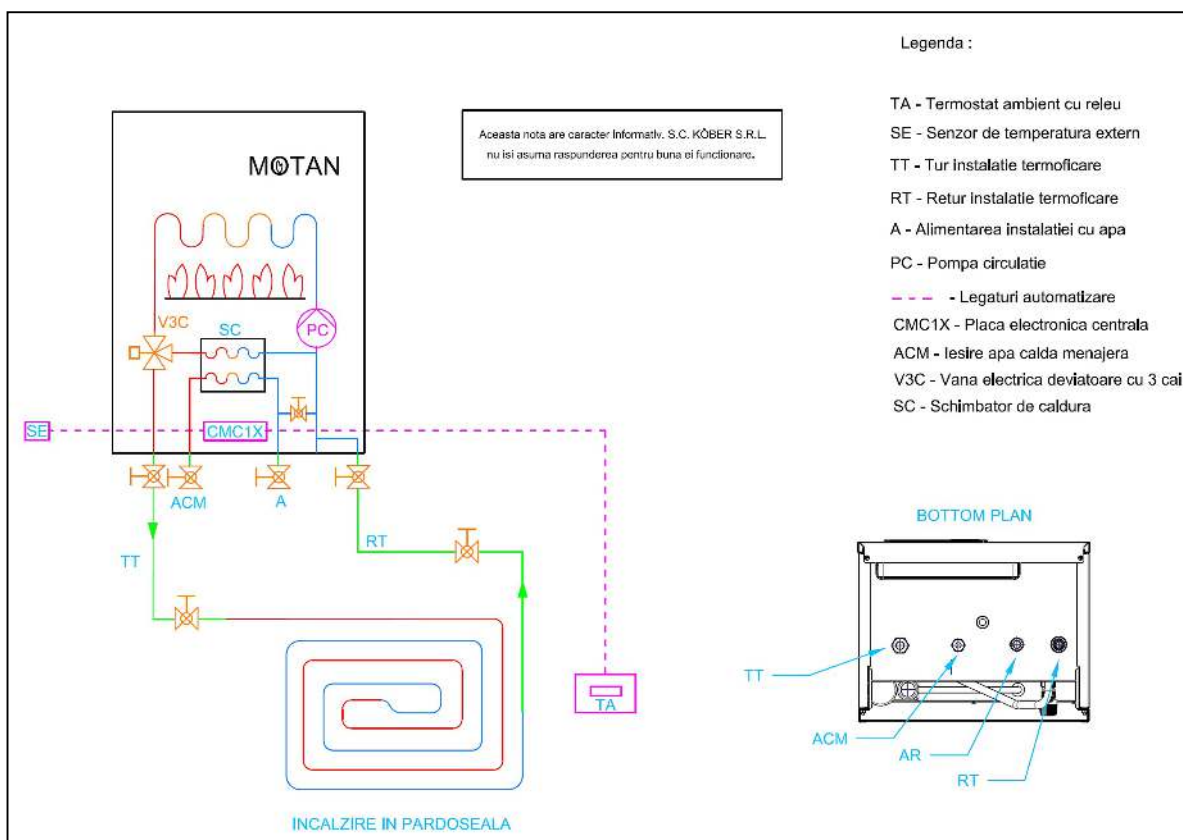 Legenda :
TA - Termostat ambient cu releu
SE - Senzor de temperatura extern
TT - Tur instalatie termoficare
RT - Retur instalatie termoficare
A - Alimentarea instalatiei cu apa
PC - Pompa circulatie
- Legaturi automatizare
CMC1X - Placa electronica centrala
ACM - Iesire apa calda menajera
V3C - Vana electrica deviatoare cu 3 cai
SC - Schimbator de caldura
Aceasta nota are caracter informativ. S.C. KÖBER S.R.L.
nu isi asuma raspunderea pentru buna ei functionare.
MOTAN
V3C
SC
PC
SE
CMC1X
ACM
A
TT
RT
TA
INCALZIRE IN PARDOSEALA
BOTTOM PLAN
TT
ACM
AR
RT